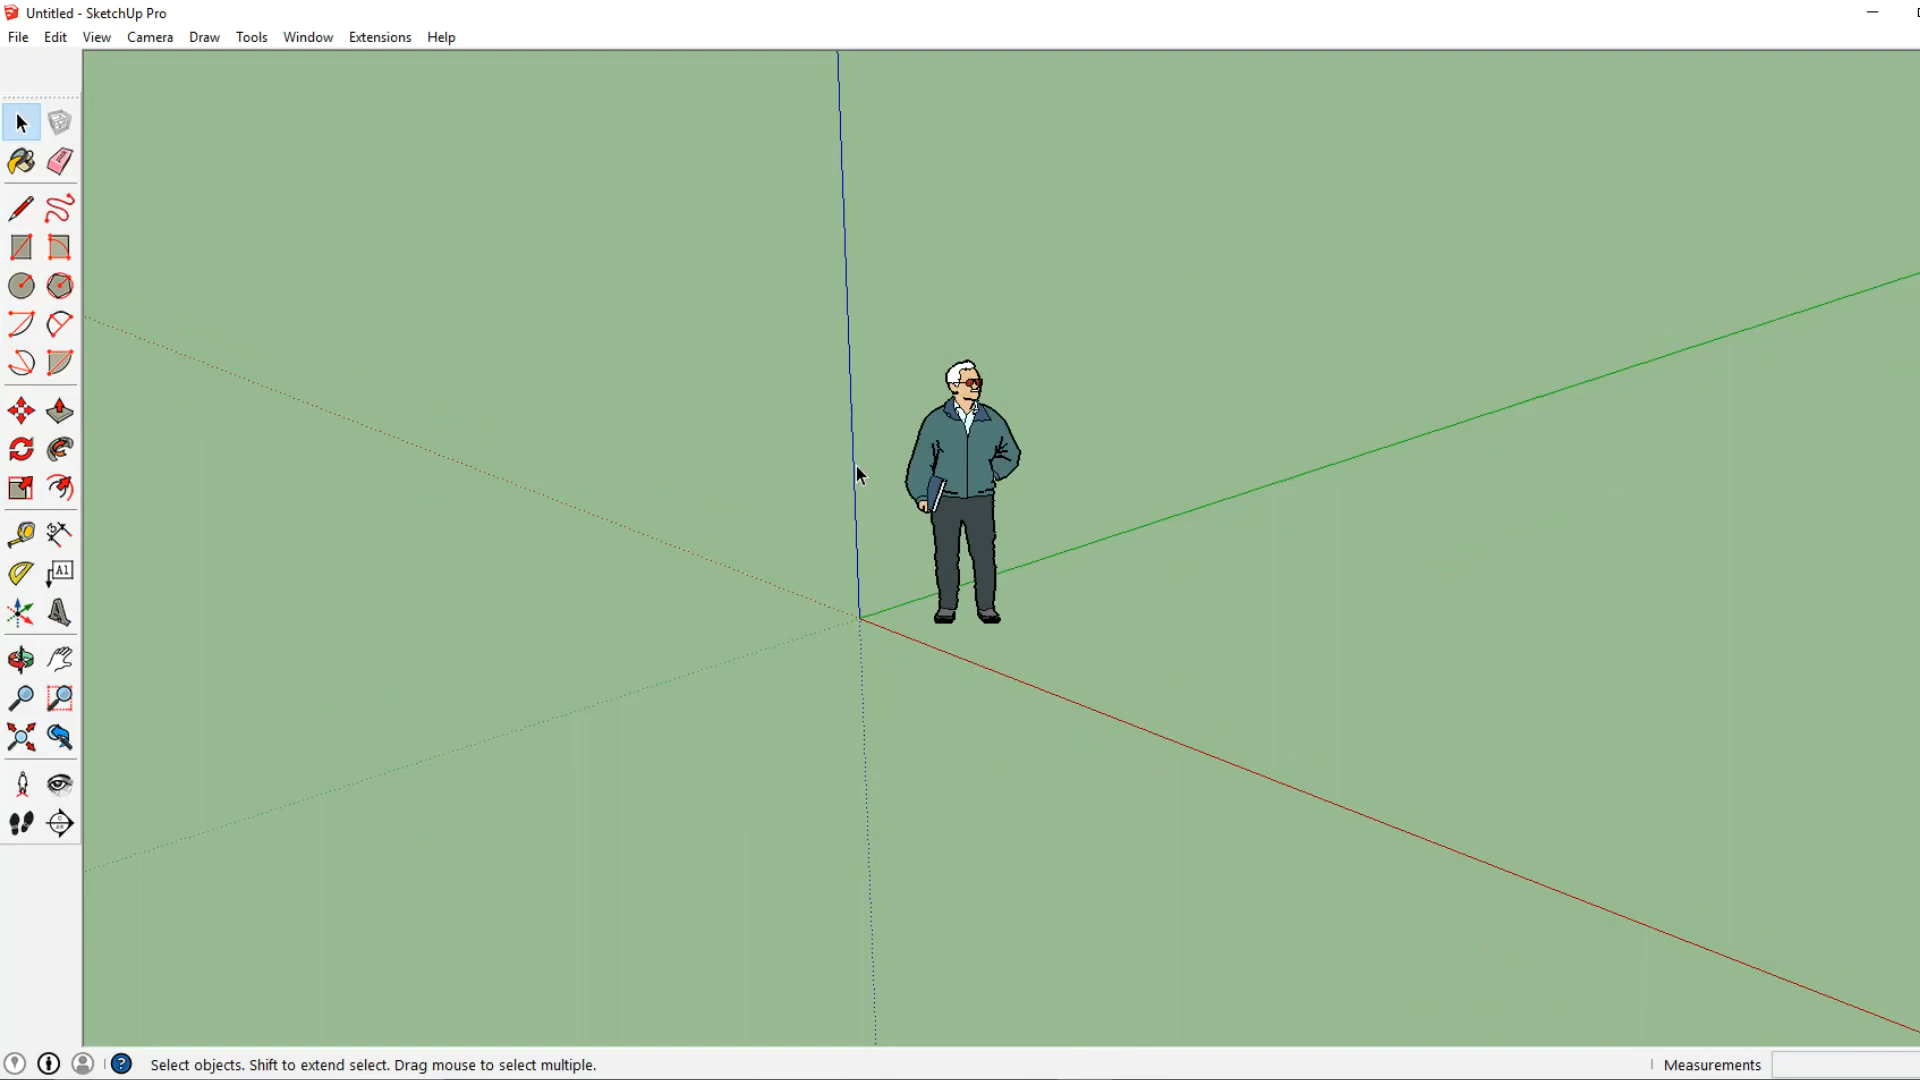 Untitled - SketchUp Pro
File Edit View Camera Draw Tools Window Extensions Help
A1
Select objects. Shift to extend select. Drag mouse to select multiple.
Measurements